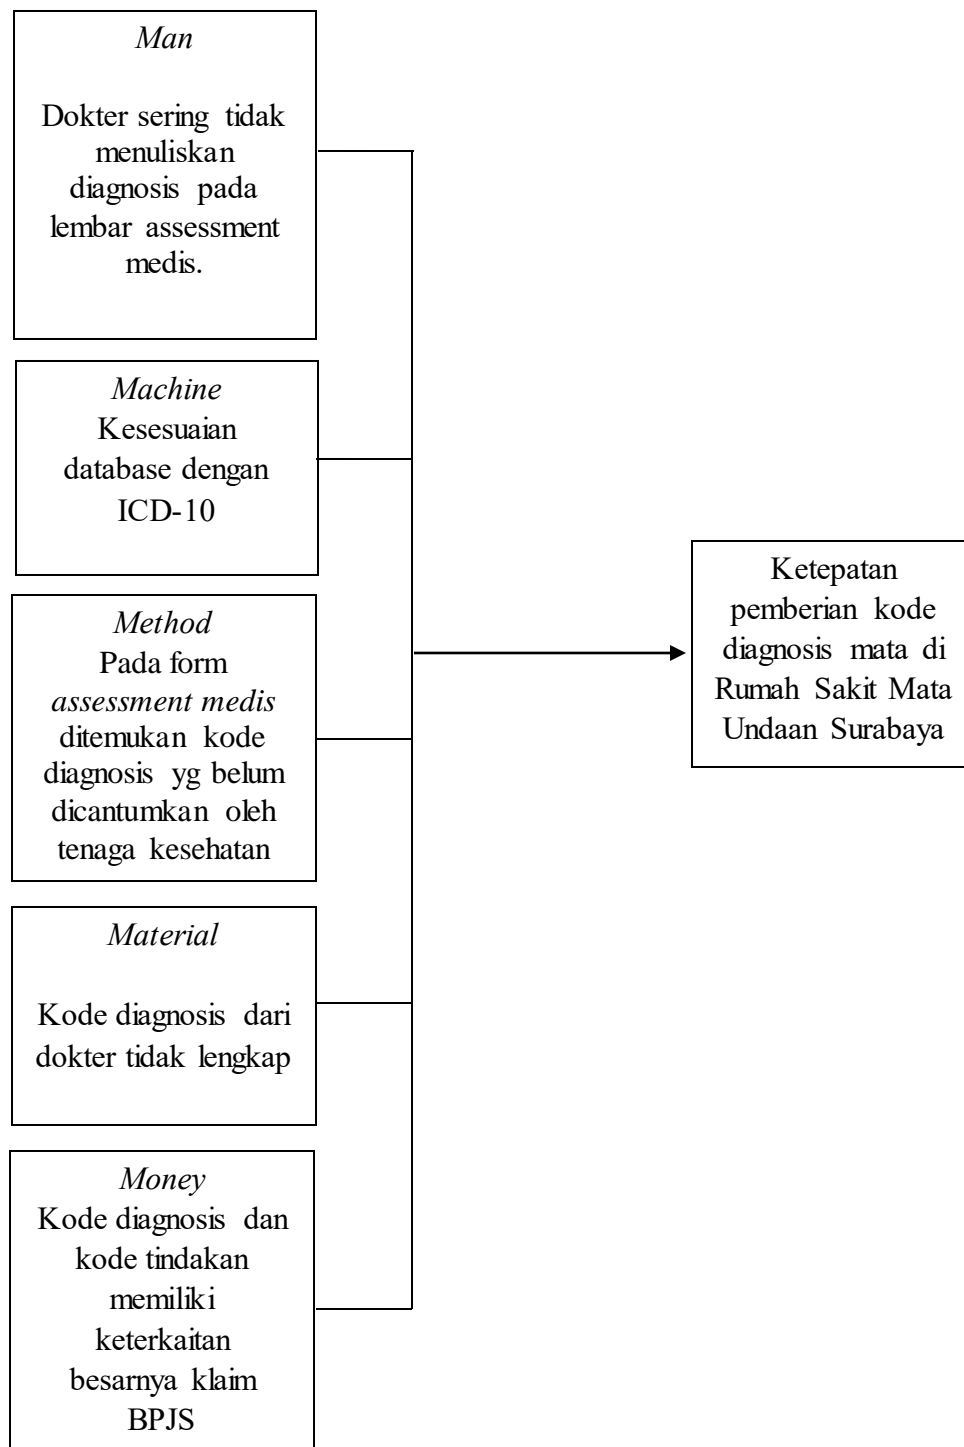 Man
Dokter sering tidak
menuliskan
diagnosis pada
lembar assessment
medis.
Machine
Kesesuaian
database dengan
ICD-10
Method
Pada form
assessment medis
ditemukan kode
diagnosis yg belum
dicantumkan oleh
tenaga kesehatan
Material
Kode diagnosis dari
dokter tidak lengkap
Money
Kode diagnosis dan
kode tindakan
memiliki
keterkaitan
besarnya klaim
BPJS
Ketepatan
pemberian kode
diagnosis mata di
Rumah Sakit Mata
Undaan Surabaya